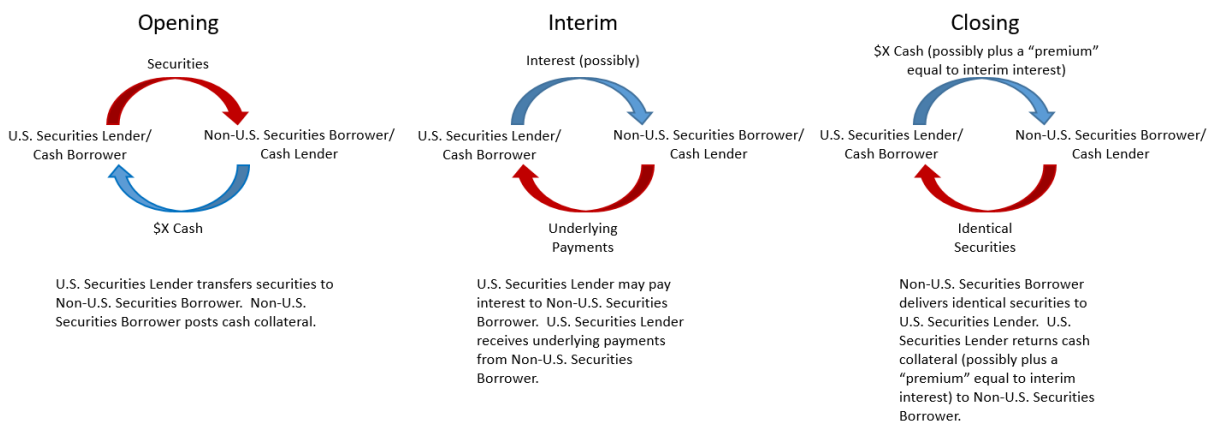 Opening
Securities
U.S. Securities Lender/
Cash Borrower
Non-U.S. Securities Borrower/
Cash Lender
$X Cash
U.S. Securities Lender transfers securities to
Non-U.S. Securities Borrower.  Non-U.S.
Securities Borrower posts cash collateral.
Interim
Interest (possibly)
U.S. Securities Lender/
Cash Borrower
Non-U.S. Securities Borrower/
Cash Lender
Underlying
Payments
U.S. Securities Lender may pay
interest to Non-U.S. Securities
Borrower.  U.S. Securities Lender
receives underlying payments
from Non-U.S. Securities
Borrower.
Closing
$X Cash (possibly plus a “premium”
equal to interim interest)
U.S. Securities Lender/
Cash Borrower
Non-U.S. Securities Borrower/
Cash Lender
Identical
Securities
Non-U.S. Securities Borrower
delivers identical securities to
U.S. Securities Lender.  U.S.
Securities Lender returns cash
collateral (possibly plus a
“premium” equal to interim
interest) to Non-U.S. Securities
Borrower.